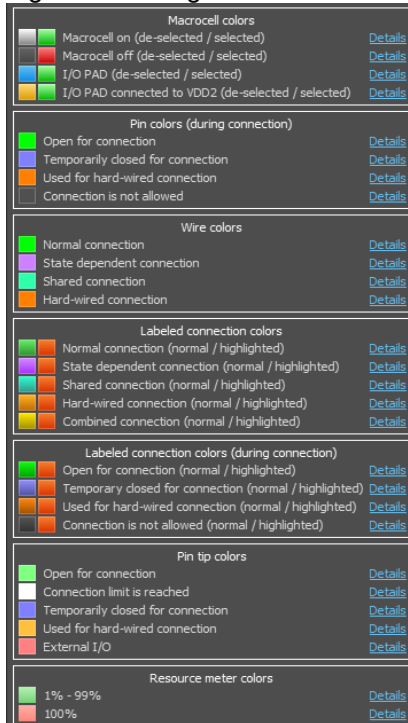 Macrocell colors
Macrocell on (de-selected / selected) Details
Macrocell off (de-selected / selected) Details
I/O PAD (de-selected / selected) Details
I/O PAD connected to VDD2 (de-selected / selected) Details
Pin colors (during connection)
Open for connection Details
Temporarily closed for connection Details
Used for hard-wired connection Details
Connection is not allowed Details
Wire colors
Normal connection Details
State dependent connection Details
Shared connection Details
Hard-wired connection Details
Labeled connection colors
Normal connection (normal / highlighted) Details
State dependent connection (normal / highlighted) Details
Shared connection (normal / highlighted) Details
Hard-wired connection (normal / highlighted) Details
Combined connection (normal / highlighted) Details
Labeled connection colors (during connection)
Open for connection (normal / highlighted) Details
Temporary closed for connection (normal / highlighted) Details
Used for hard-wired connection (normal / highlighted) Details
Connection is not allowed (normal / highlighted) Details
Pin tip colors
Open for connection Details
Connection limit is reached Details
Temporarily closed for connection Details
Used for hard-wired connection Details
External I/O Details
Resource meter colors
1% - 99% Details
100% Details